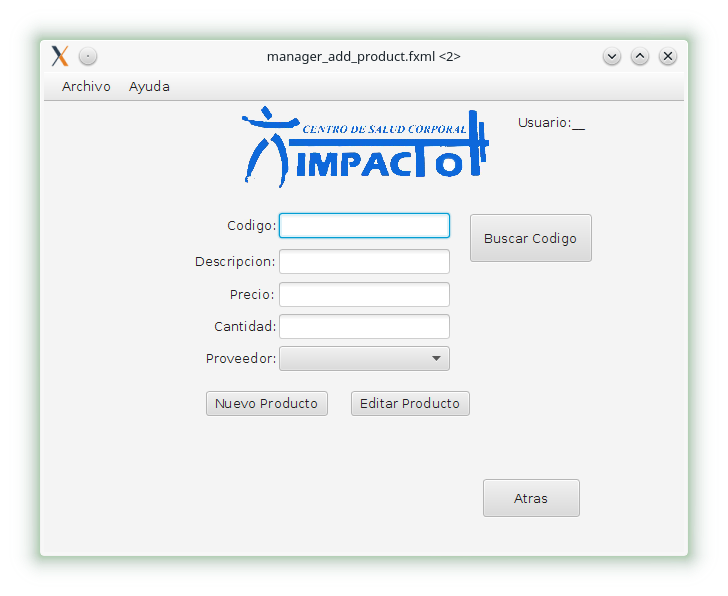 manager_add_product.fxml <2>
Archivo Ayuda
CENTRO DE SALUD CORPORAL
IMPACTO
Usuario:__
Codigo:
Buscar Codigo
Descripcion:
Precio:
Cantidad:
Proveedor:
Nuevo Producto Editar Producto
Atras